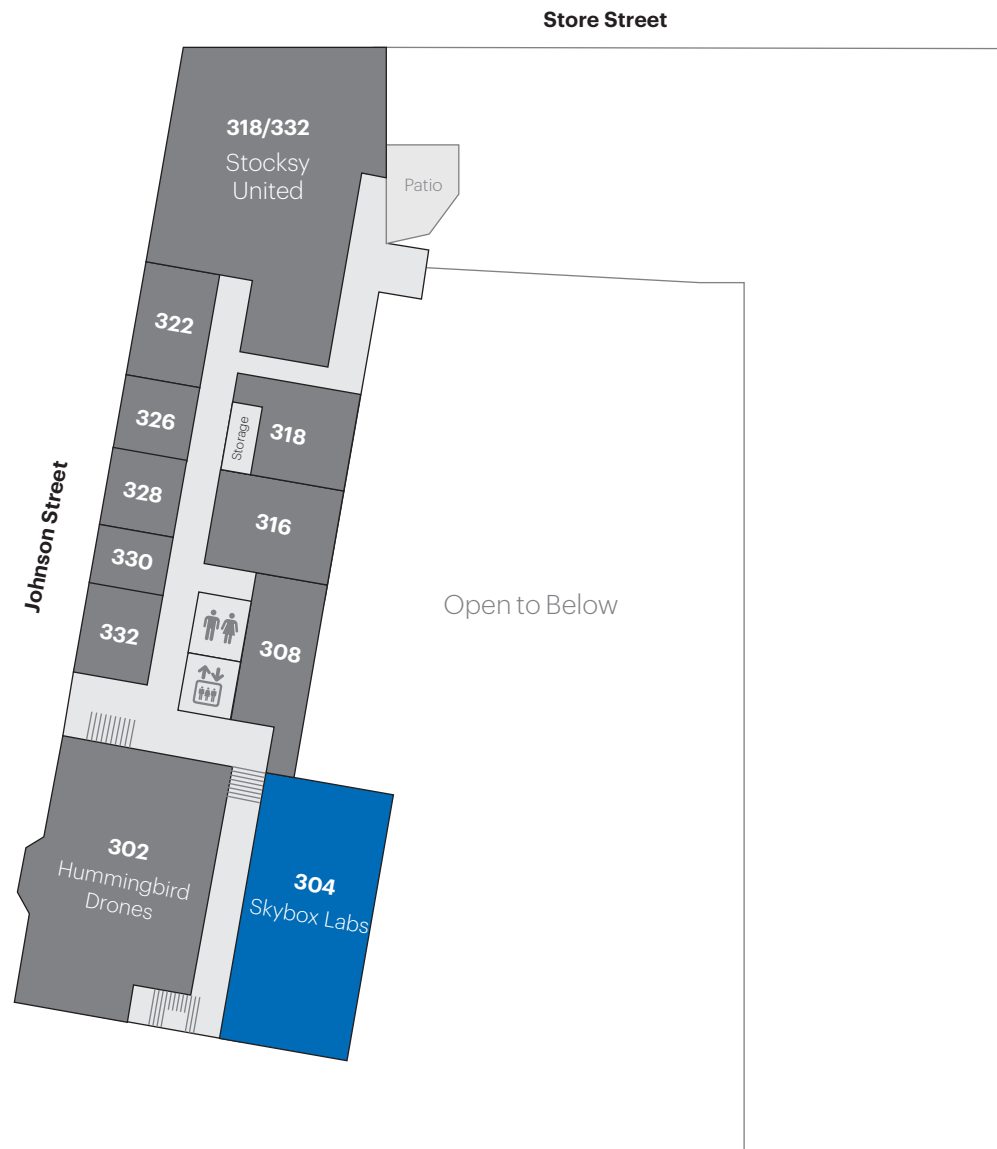 Store Street
318/332
Stocksy
United
Patio
322
326
Storage
318
328
316
Johnson Street
330
Open to Below
332
308
302
Hummingbird
Drones
304
Skybox Labs